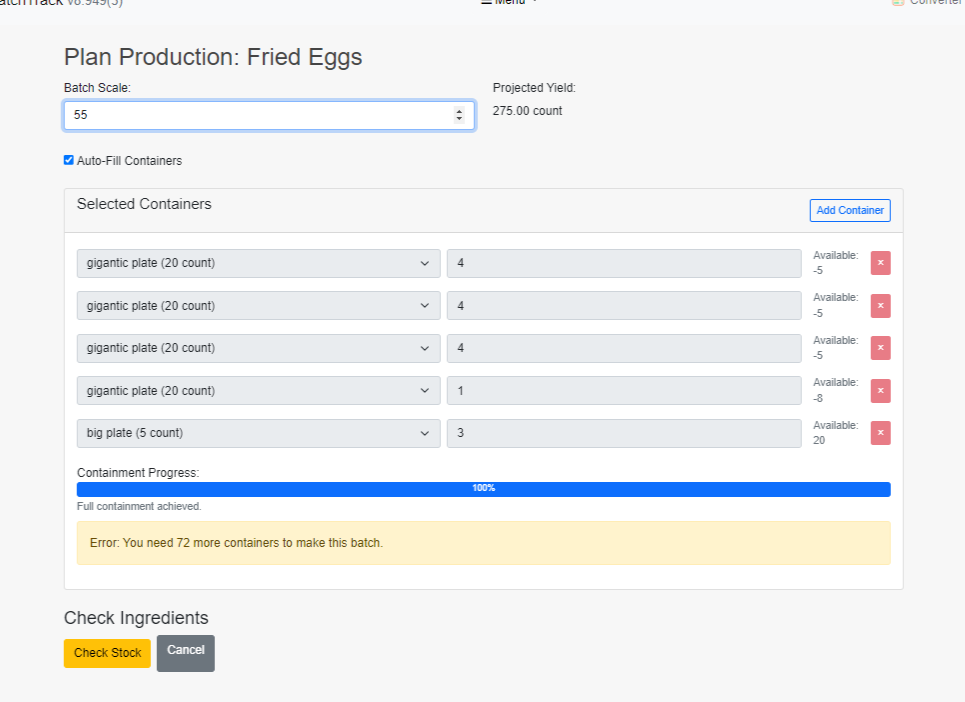 v8.949(5)
Menu
Converter
Plan Production: Fried Eggs
Batch Scale:
55
Projected Yield:
275.00 count
Auto-Fill Containers
Selected Containers
Add Container
gigantic plate (20 count)
4
Available:
-5
×
gigantic plate (20 count)
4
Available:
-5
×
gigantic plate (20 count)
4
Available:
-5
×
gigantic plate (20 count)
1
Available:
-8
×
big plate (5 count)
3
Available:
20
×
Containment Progress:
100%
Full containment achieved.
Error: You need 72 more containers to make this batch.
Check Ingredients
Check Stock
Cancel